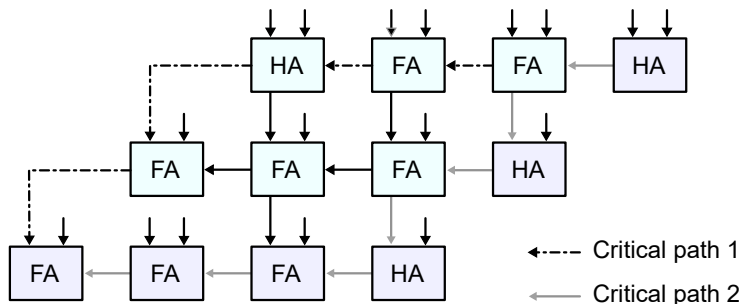 HA FA FA HA
FA FA FA HA
FA FA FA HA
Critical path 1
Critical path 2